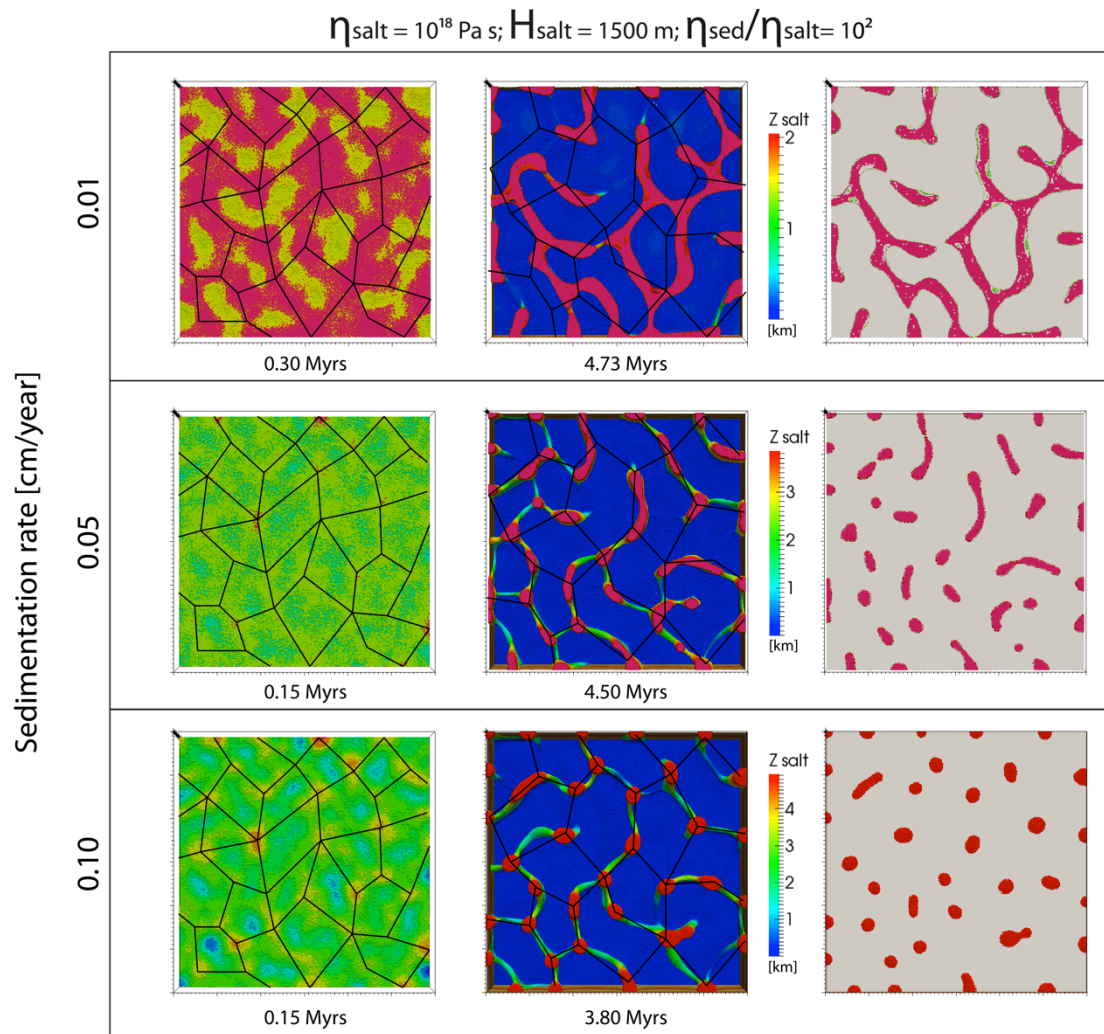 ηsalt = 10¹⁸ Pa s; Hsalt = 1500 m; ηsed/ηsalt= 10²
Sedimentation rate [cm/year]
0.01
Z salt
2
1
[km]
0.30 Myrs
4.73 Myrs
0.05
Z salt
3
2
1
[km]
0.15 Myrs
4.50 Myrs
0.10
Z salt
4
3
2
1
[km]
0.15 Myrs
3.80 Myrs